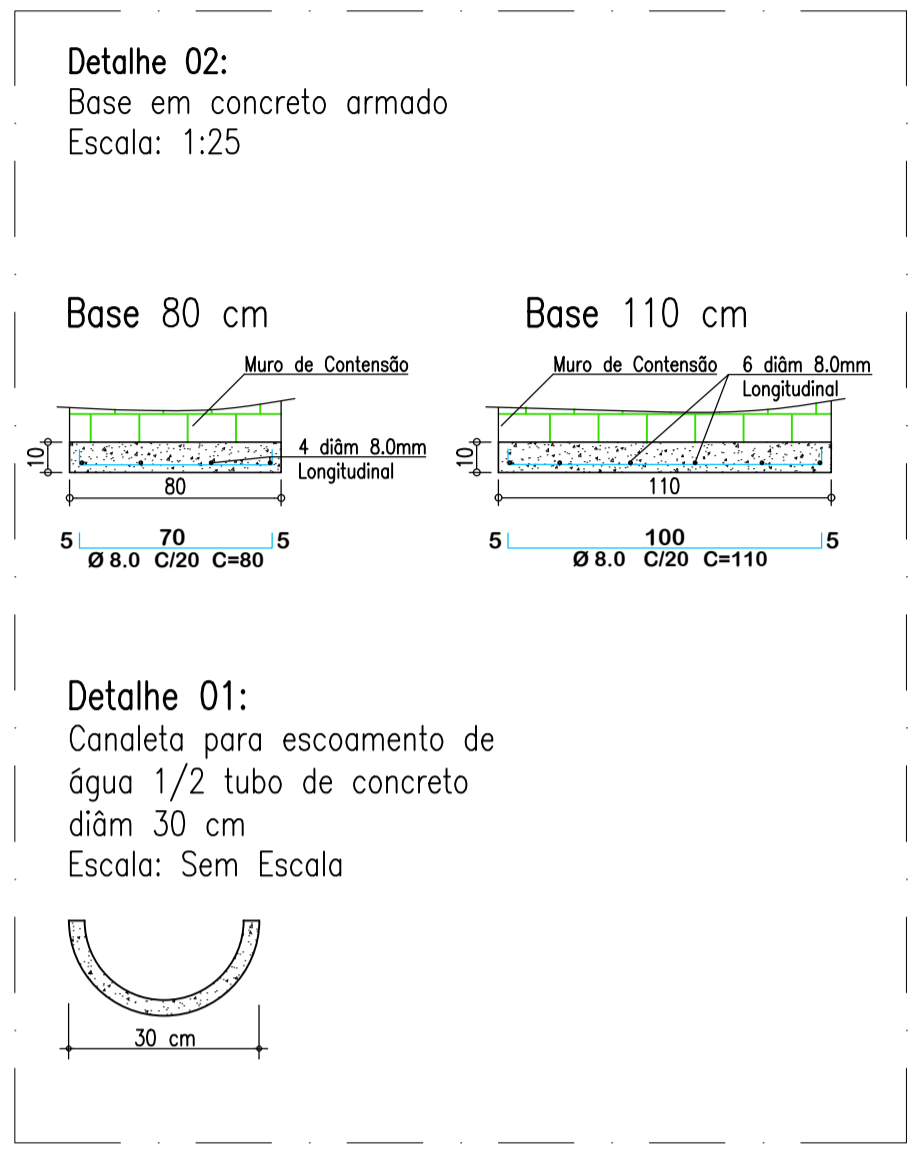 Detalhe 02:
Base em concreto armado
Escala: 1:25
Base 80 cm
Muro de Contensão
10
4 diâm 8.0mm
Longitudinal
80
5 70 5
Ø 8.0 C/20 C=80
Base 110 cm
Muro de Contensão
6 diâm 8.0mm
Longitudinal
10
110
5 100 5
Ø 8.0 C/20 C=110
Detalhe 01:
Canaleta para escoamento de
água 1/2 tubo de concreto
diâm 30 cm
Escala: Sem Escala
30 cm